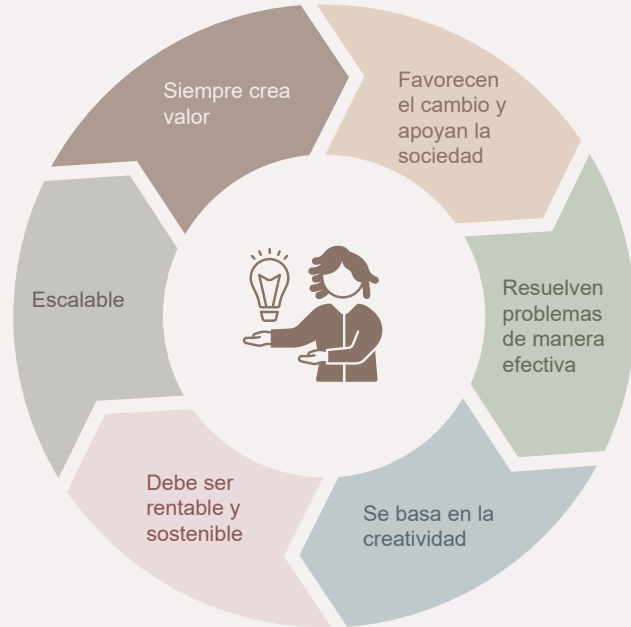 Siempre crea
valor
Favorecen
el cambio y
apoyan la
sociedad
Resuelven
problemas
de manera
efectiva
Se basa en la
creatividad
Debe ser
rentable y
sostenible
Escalable